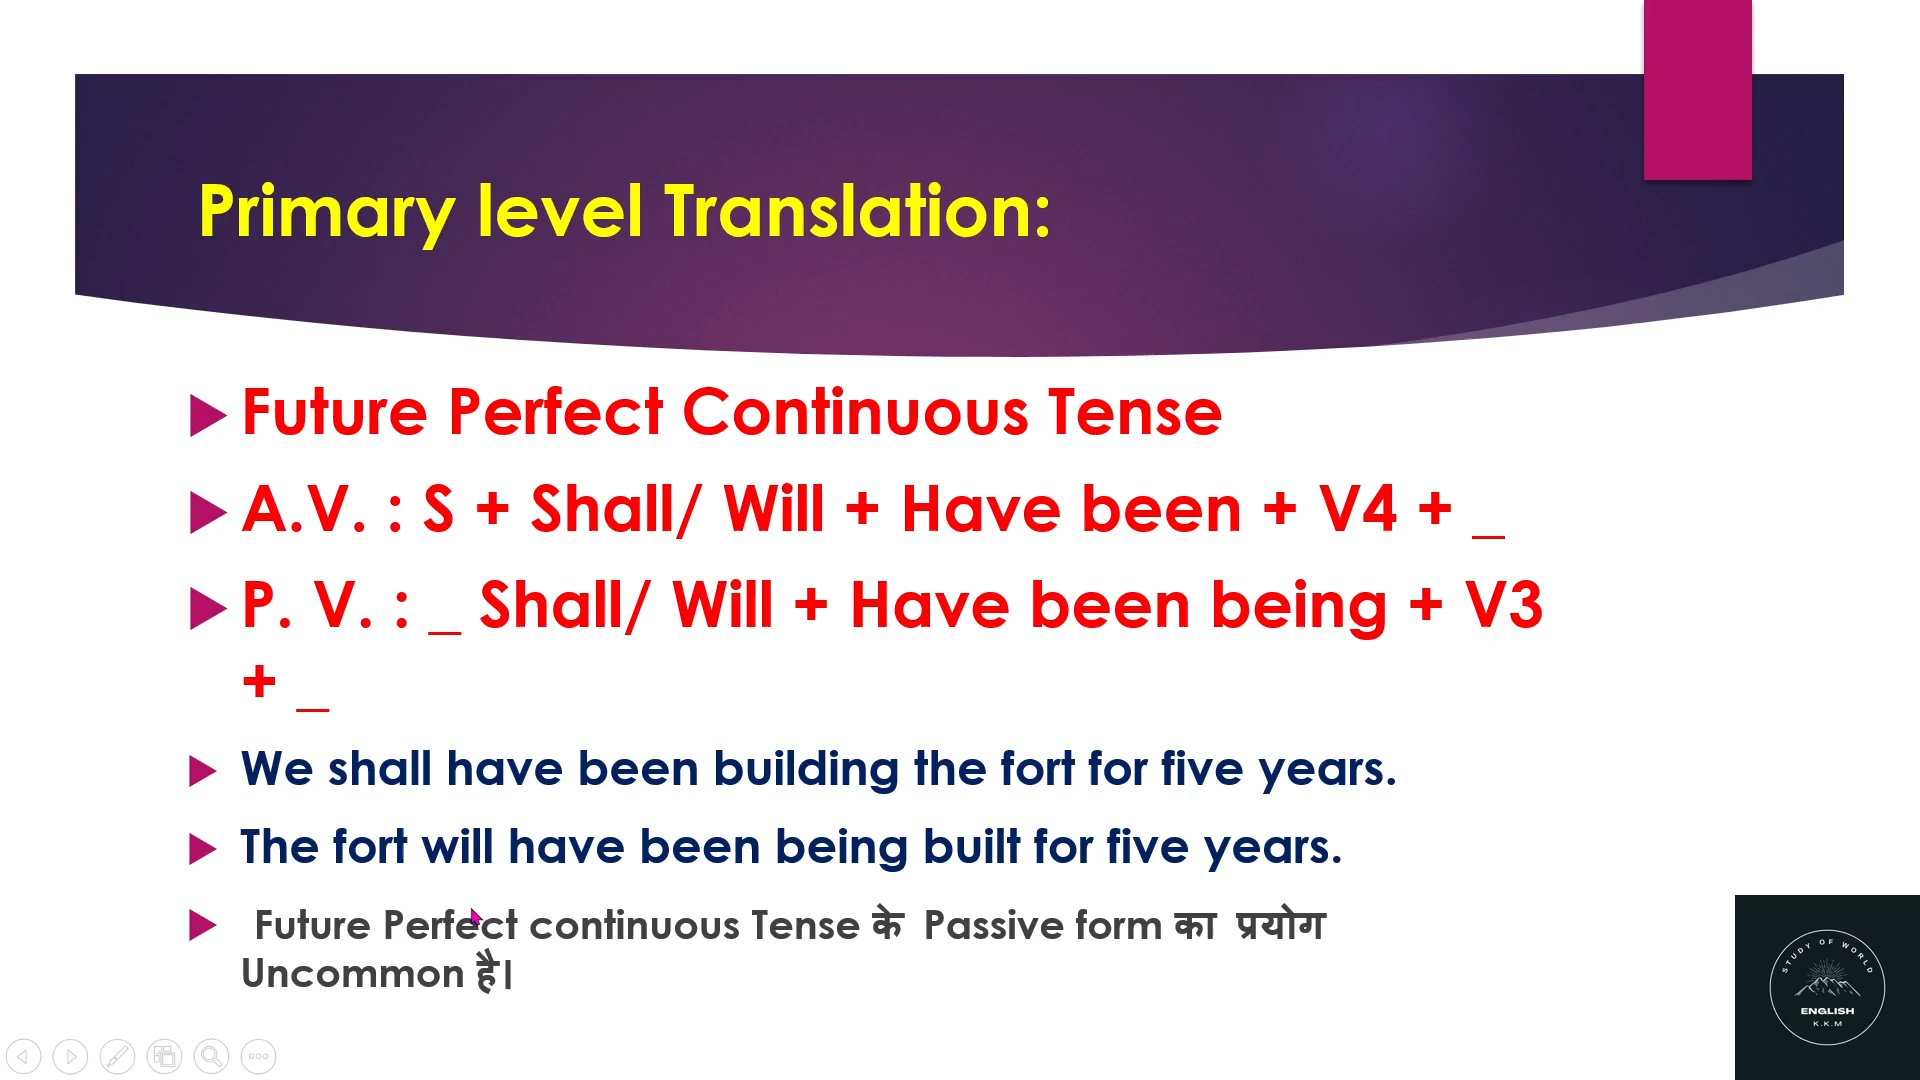 Primary level Translation:
Future Perfect Continuous Tense
A.V. : S + Shall/ Will + Have been + V4 + _
P. V. : _ Shall/ Will + Have been being + V3
+ _
We shall have been building the fort for five years.
The fort will have been being built for five years.
Future Perfect continuous Tense के Passive form का प्रयोग
Uncommon है।
STUDY OF WORLD
ENGLISH
K.K.M